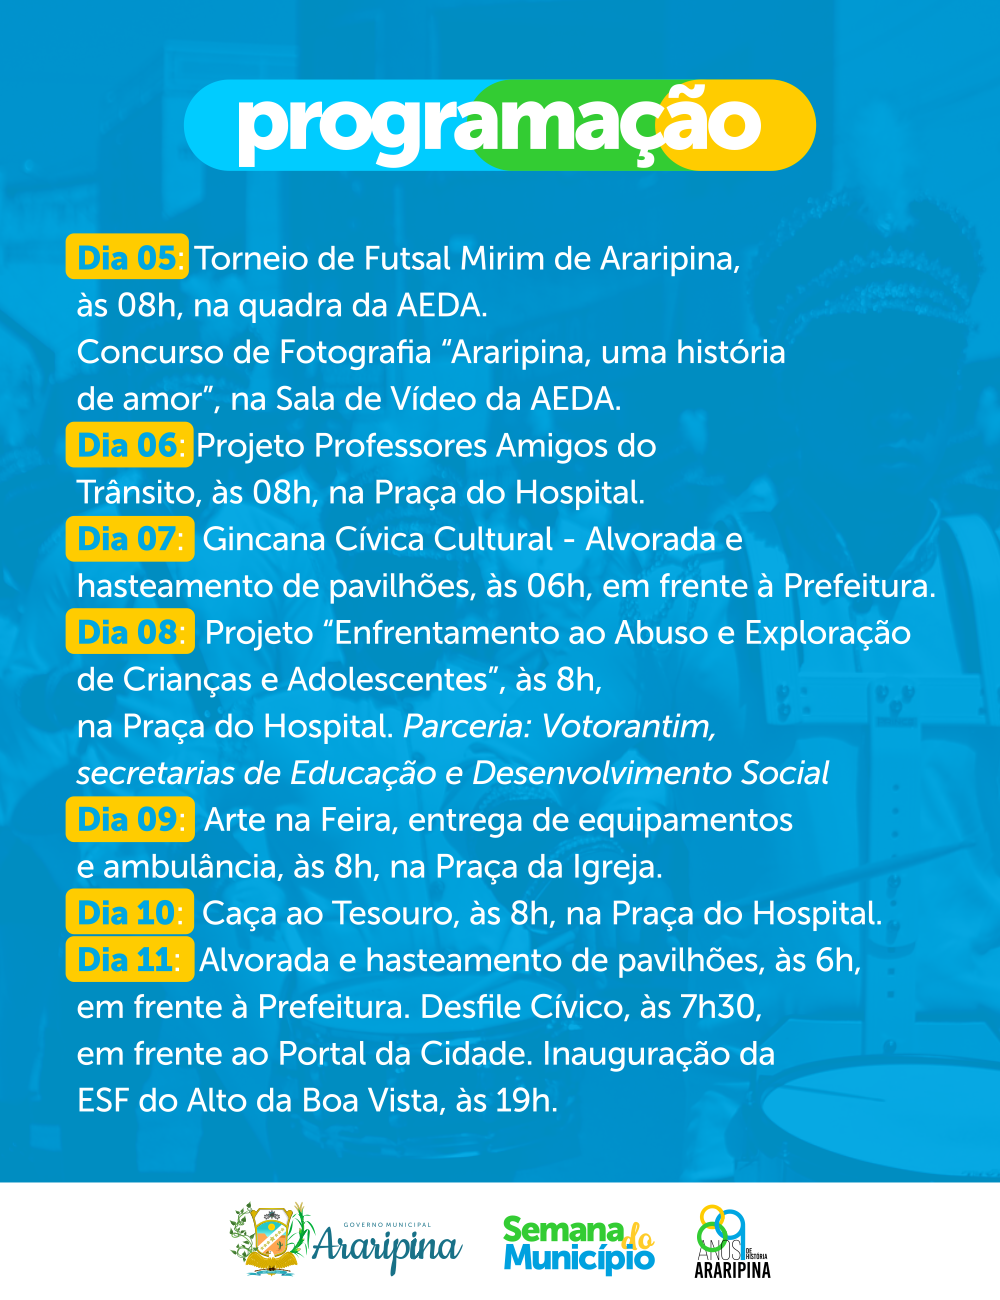 programação
Dia 05: Torneio de Futsal Mirim de Araripina,
às 08h, na quadra da AEDA.
Concurso de Fotografia “Araripina, uma história
de amor”, na Sala de Vídeo da AEDA.
Dia 06: Projeto Professores Amigos do
Trânsito, às 08h, na Praça do Hospital.
Dia 07: Gincana Cívica Cultural - Alvorada e
hasteamento de pavilhões, às 06h, em frente à Prefeitura.
Dia 08: Projeto “Enfrentamento ao Abuso e Exploração
de Crianças e Adolescentes”, às 8h,
na Praça do Hospital. Parceria: Votorantim,
secretarias de Educação e Desenvolvimento Social
Dia 09: Arte na Feira, entrega de equipamentos
e ambulância, às 8h, na Praça da Igreja.
Dia 10: Caça ao Tesouro, às 8h, na Praça do Hospital.
Dia 11: Alvorada e hasteamento de pavilhões, às 6h,
em frente à Prefeitura. Desfile Cívico, às 7h30,
em frente ao Portal da Cidade. Inauguração da
ESF do Alto da Boa Vista, às 19h.
GOVERNO MUNICIPAL
Araripina
Semana do
Município
89
ANOS DE HISTÓRIA
ARARIPINA